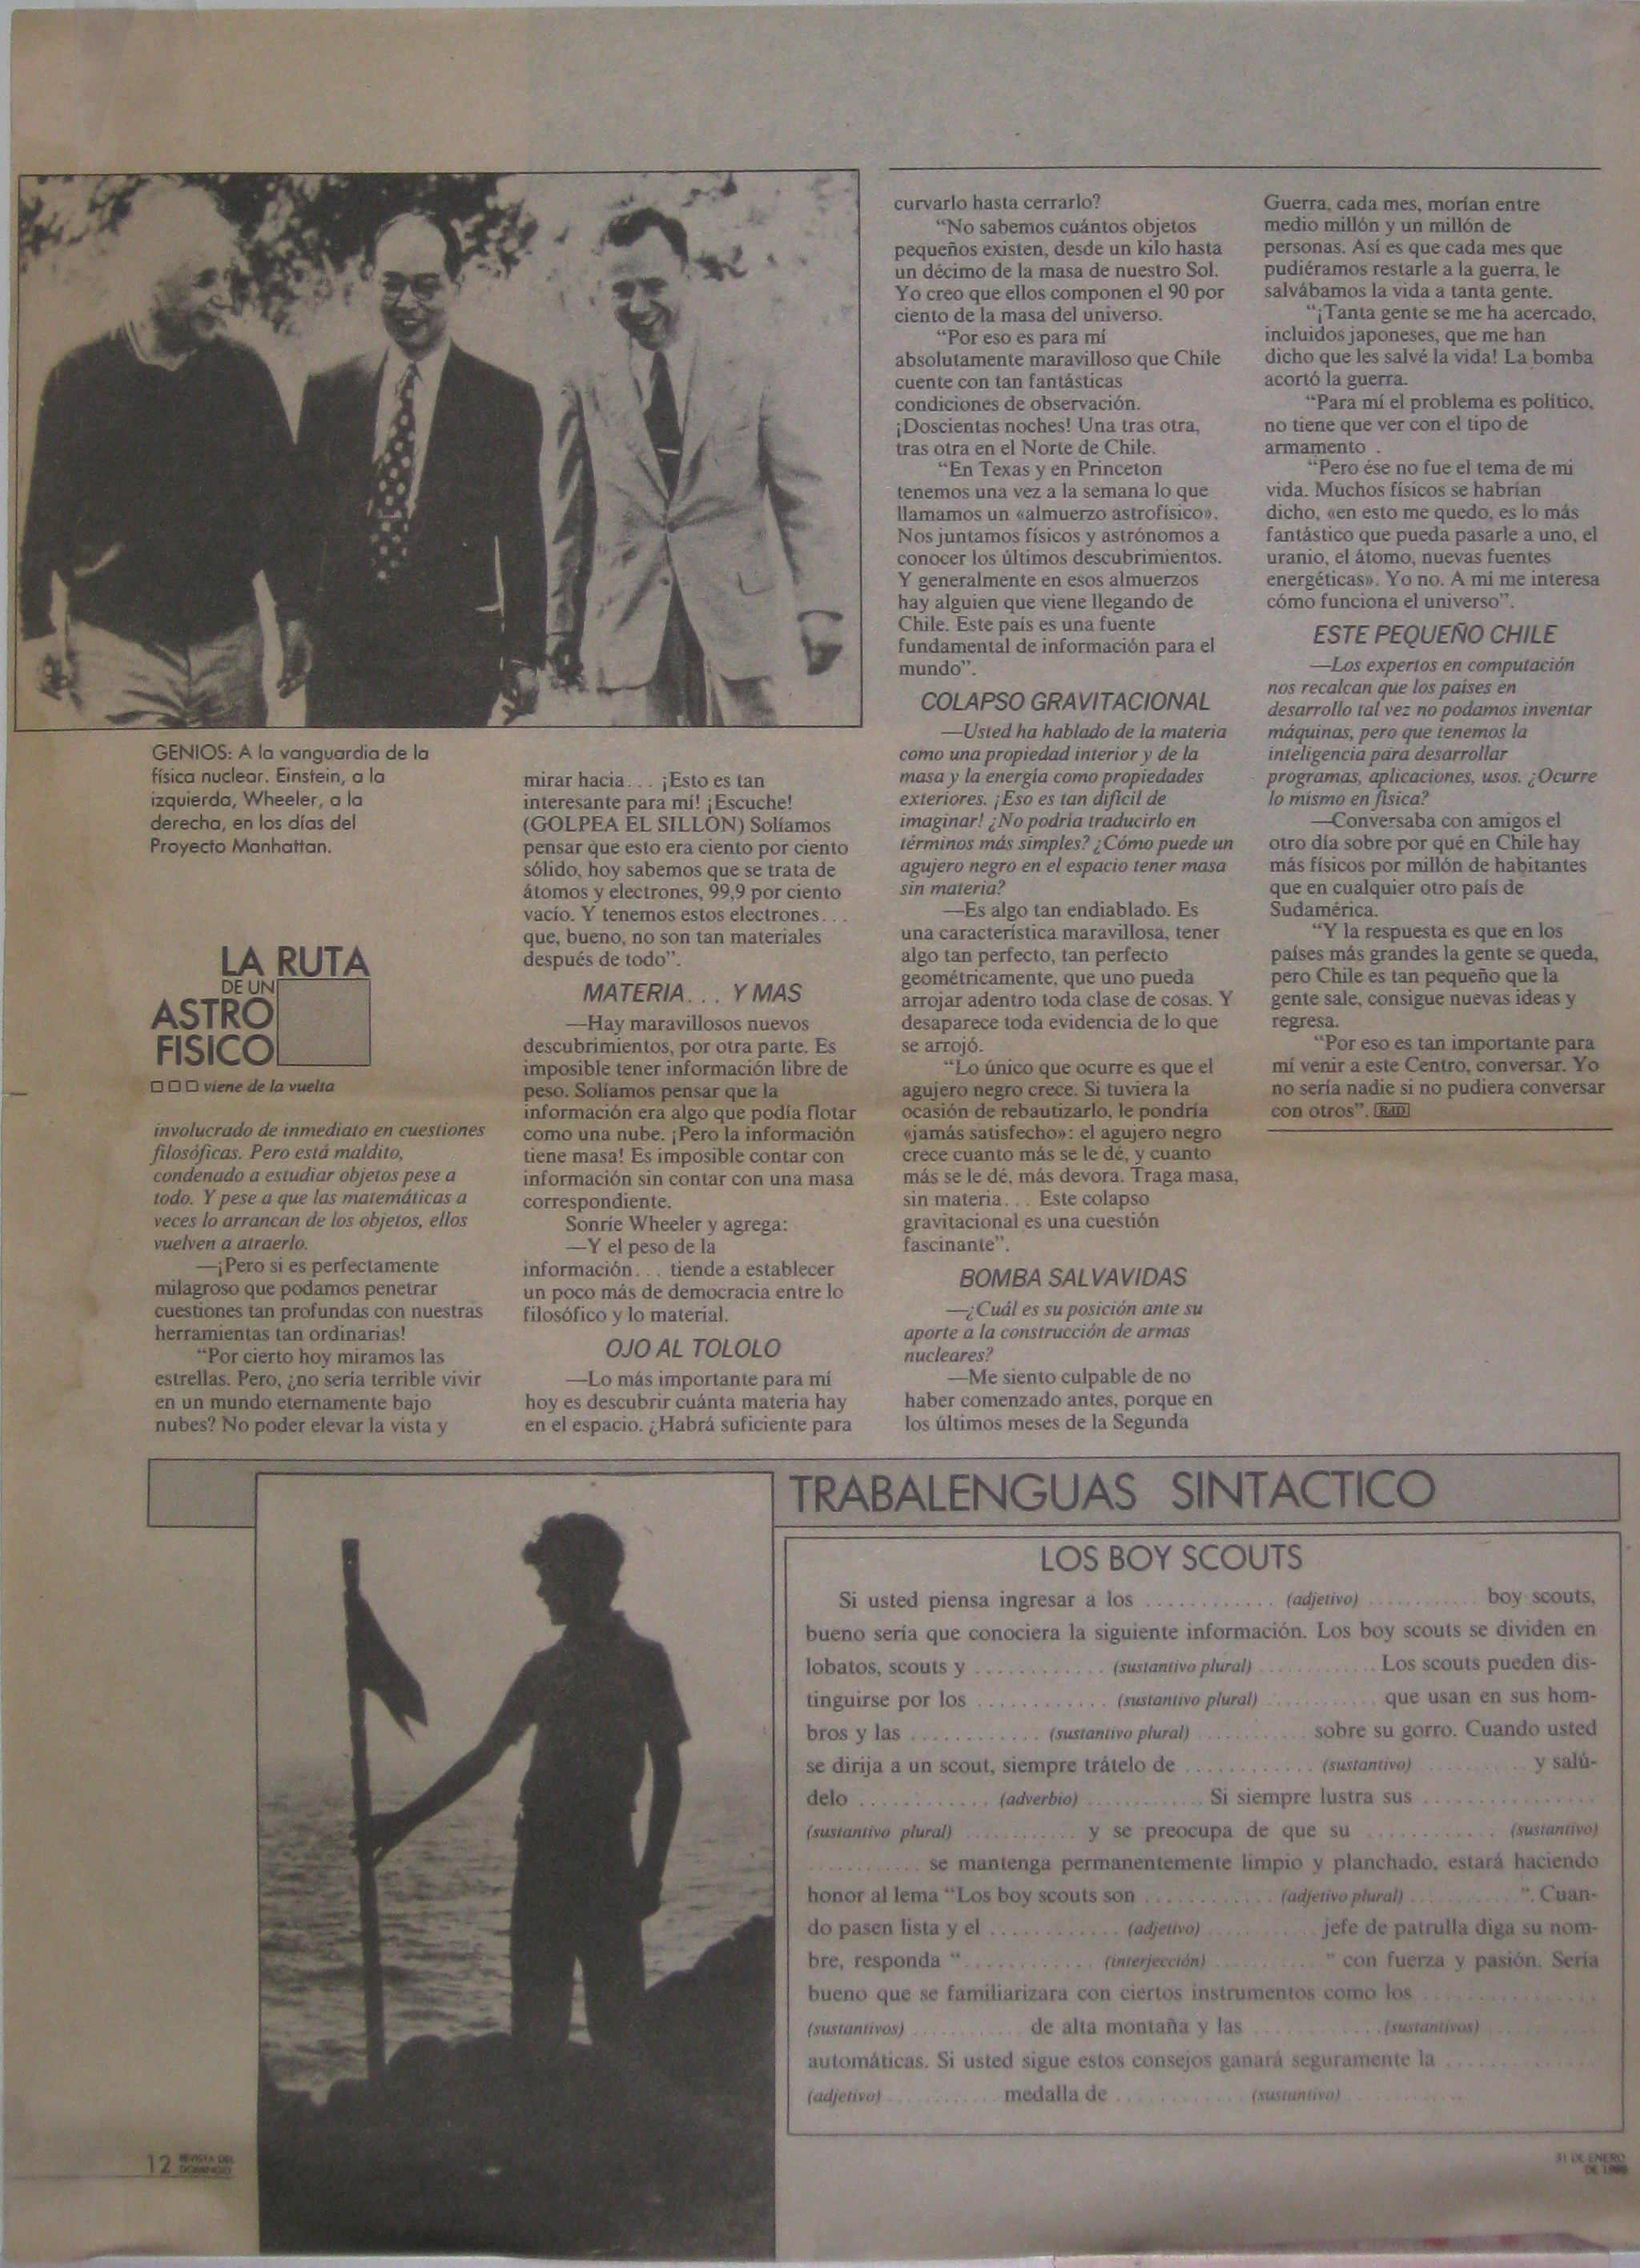 GENIOS: A la vanguardia de la
física nuclear. Einstein, a la
izquierda, Wheeler, a la
derecha, en los días del
Proyecto Manhattan.
LA RUTA
DE UN
ASTRO
FISICO
viene de la vuelta
involucrado de inmediato en cuestiones
filosóficas. Pero está maldito,
condenado a estudiar objetos pese a
todo. Y pese a que las matemáticas a
veces lo arrancan de los objetos, ellos
vuelven a atraerlo.
—¡Pero si es perfectamente
milagroso que podamos penetrar
cuestiones tan profundas con nuestras
herramientas tan ordinarias!
“Por cierto hoy miramos las
estrellas. Pero, ¿no sería terrible vivir
en un mundo eternamente bajo
nubes? No poder elevar la vista y
mirar hacia. . . ¡Esto es tan
interesante para mí! ¡Escuche!
(GOLPEA EL SILLON) Solíamos
pensar que esto era ciento por ciento
sólido, hoy sabemos que se trata de
átomos y electrones, 99,9 por ciento
vacío. Y tenemos estos electrones. . .
que, bueno, no son tan materiales
después de todo”.
MATERIA. . . Y MAS
—Hay maravillosos nuevos
descubrimientos, por otra parte. Es
imposible tener información libre de
peso. Solíamos pensar que la
información era algo que podía flotar
como una nube. ¡Pero la información
tiene masa! Es imposible contar con
información sin contar con una masa
correspondiente.
Sonríe Wheeler y agrega:
—Y el peso de la
información. . . tiende a establecer
un poco más de democracia entre lo
filosófico y lo material.
OJO AL TOLOLO
—Lo más importante para mí
hoy es descubrir cuánta materia hay
en el espacio. ¿Habrá suficiente para
curvarlo hasta cerrarlo?
“No sabemos cuántos objetos
pequeños existen, desde un kilo hasta
un décimo de la masa de nuestro Sol.
Yo creo que ellos componen el 90 por
ciento de la masa del universo.
“Por eso es para mí
absolutamente maravilloso que Chile
cuente con tan fantásticas
condiciones de observación.
¡Doscientas noches! Una tras otra,
tras otra en el Norte de Chile.
“En Texas y en Princeton
tenemos una vez a la semana lo que
llamamos un «almuerzo astrofísico».
Nos juntamos físicos y astrónomos a
conocer los últimos descubrimientos.
Y generalmente en esos almuerzos
hay alguien que viene llegando de
Chile. Este país es una fuente
fundamental de información para el
mundo”.
COLAPSO GRAVITACIONAL
—Usted ha hablado de la materia
como una propiedad interior y de la
masa y la energía como propiedades
exteriores. ¡Eso es tan difícil de
imaginar! ¿No podría traducirlo en
términos más simples? ¿Cómo puede un
agujero negro en el espacio tener masa
sin materia?
—Es algo tan endiablado. Es
una característica maravillosa, tener
algo tan perfecto, tan perfecto
geométricamente, que uno pueda
arrojar adentro toda clase de cosas. Y
desaparece toda evidencia de lo que
se arrojó.
“Lo único que ocurre es que el
agujero negro crece. Si tuviera la
ocasión de rebautizarlo, le pondría
«jamás satisfecho»: el agujero negro
crece cuanto más se le dé, y cuanto
más se le dé, más devora. Traga masa,
sin materia. . . Este colapso
gravitacional es una cuestión
fascinante”.
BOMBA SALVAVIDAS
—¿Cuál es su posición ante su
aporte a la construcción de armas
nucleares?
—Me siento culpable de no
haber comenzado antes, porque en
los últimos meses de la Segunda
Guerra, cada mes, morían entre
medio millón y un millón de
personas. Así es que cada mes que
pudiéramos restarle a la guerra, le
salvábamos la vida a tanta gente.
“¡Tanta gente se me ha acercado,
incluidos japoneses, que me han
dicho que les salvé la vida! La bomba
acortó la guerra.
“Para mí el problema es político,
no tiene que ver con el tipo de
armamento .
“Pero ése no fue el tema de mi
vida. Muchos físicos se habrían
dicho, «en esto me quedo, es lo más
fantástico que pueda pasarle a uno, el
uranio, el átomo, nuevas fuentes
energéticas». Yo no. A mí me interesa
cómo funciona el universo”.
ESTE PEQUEÑO CHILE
—Los expertos en computación
nos recalcan que los países en
desarrollo tal vez no podamos inventar
máquinas, pero que tenemos la
inteligencia para desarrollar
programas, aplicaciones, usos. ¿Ocurre
lo mismo en física?
—Conversaba con amigos el
otro día sobre por qué en Chile hay
más físicos por millón de habitantes
que en cualquier otro país de
Sudamérica.
“Y la respuesta es que en los
países más grandes la gente se queda,
pero Chile es tan pequeño que la
gente sale, consigue nuevas ideas y
regresa.
“Por eso es tan importante para
mí venir a este Centro, conversar. Yo
no sería nadie si no pudiera conversar
con otros”.
TRABALENGUAS SINTACTICO
LOS BOY SCOUTS
Si usted piensa ingresar a los . . . . . . . . . . . . (adjetivo) . . . . . . . . . . boy scouts,
bueno sería que conociera la siguiente información. Los boy scouts se dividen en
lobatos, scouts y . . . . . . . . . . . . (sustantivo plural) . . . . . . . . . . . Los scouts pueden dis-
tinguirse por los . . . . . . . . . . . . (sustantivo plural) . . . . . . . . . . que usan en sus hom-
bros y las . . . . . . . . . . . . (sustantivo plural) . . . . . . . . . . sobre su gorro. Cuando usted
se dirija a un scout, siempre trátelo de . . . . . . . . . . . . (sustantivo) . . . . . . . . . . y salú-
delo . . . . . . . . . . . . (adverbio) . . . . . . . . . . . Si siempre lustra sus . . . . . . . . . . . . . . . .
(sustantivo plural) . . . . . . . . . . y se preocupa de que su . . . . . . . . . . . . (sustantivo)
. . . . . . . . . . se mantenga permanentemente limpio y planchado, estará haciendo
honor al lema “Los boy scouts son . . . . . . . . . . . . (adjetivo plural) . . . . . . . . . . ”. Cuan-
do pasen lista y el . . . . . . . . . . . . (adjetivo) . . . . . . . . . . jefe de patrulla diga su nom-
bre, responda “ . . . . . . . . . . . . (interjección) . . . . . . . . . . ” con fuerza y pasión. Sería
bueno que se familiarizara con ciertos instrumentos como los . . . . . . . . . . . . . . . .
(sustantivos) . . . . . . . . . . de alta montaña y las . . . . . . . . . . . . (sustantivos) . . . . . . . . . .
automáticas. Si usted sigue estos consejos ganará seguramente la . . . . . . . . . . . . . .
(adjetivo) . . . . . . . . . . medalla de . . . . . . . . . . . . (sustantivo) . . . . . . . . . .
12 REVISTA DEL
DOMINGO
31 DE ENERO